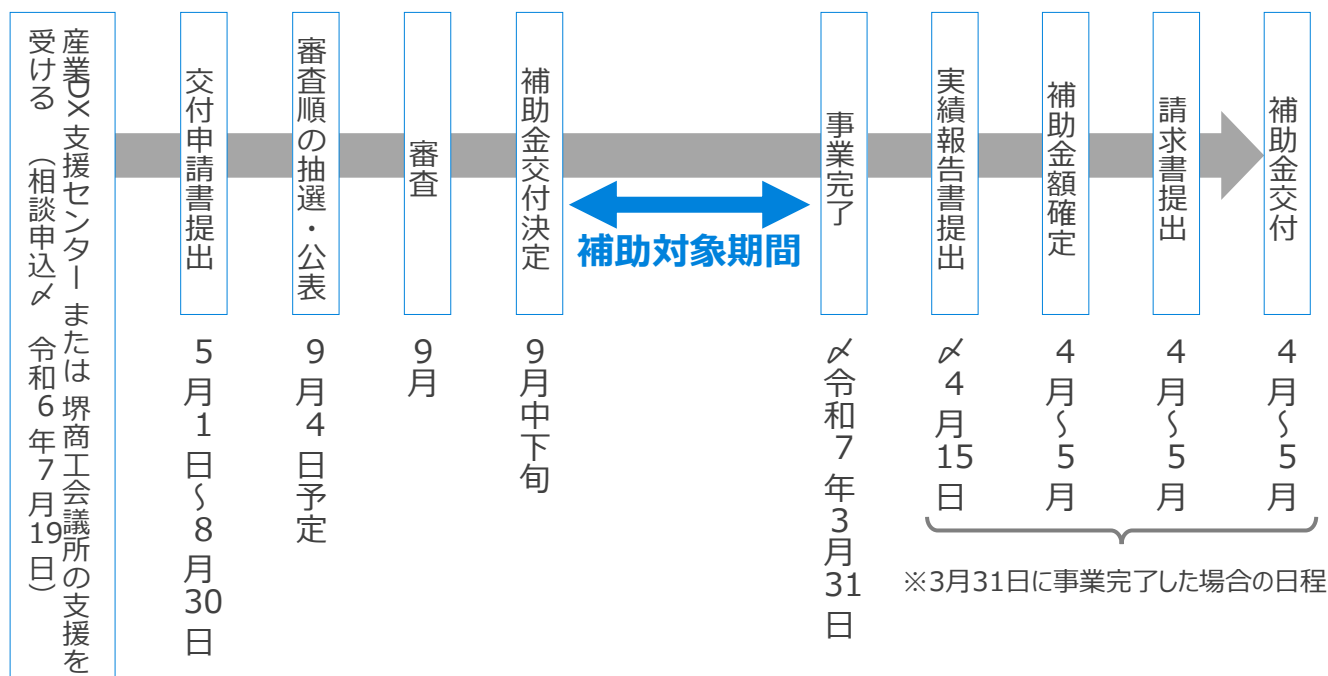 産業DX支援センター または 堺商工会議所の支援を
受ける （相談申込〆 令和6年7月19日）
交付申請書提出
5月1日～8月30日
審査順の抽選・公表
9月4日予定
審査
9月
補助金交付決定
9月中下旬
補助対象期間
事業完了
〆令和7年3月31日
実績報告書提出
〆4月15日
補助金額確定
4月～5月
請求書提出
4月～5月
補助金交付
4月～5月
※3月31日に事業完了した場合の日程